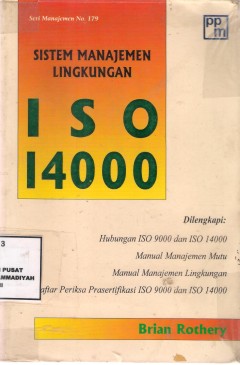 Seri Manajemen No. 179
ppm
SISTEM MANAJEMEN
LINGKUNGAN
ISO
14000
Dilengkapi:
Hubungan ISO 9000 dan ISO 14000
Manual Manajemen Mutu
Manual Manajemen Lingkungan
aftar Periksa Prasertifikasi ISO 9000 dan ISO 14000
3
PUSAT
MMADIYAH
Brian Rothery